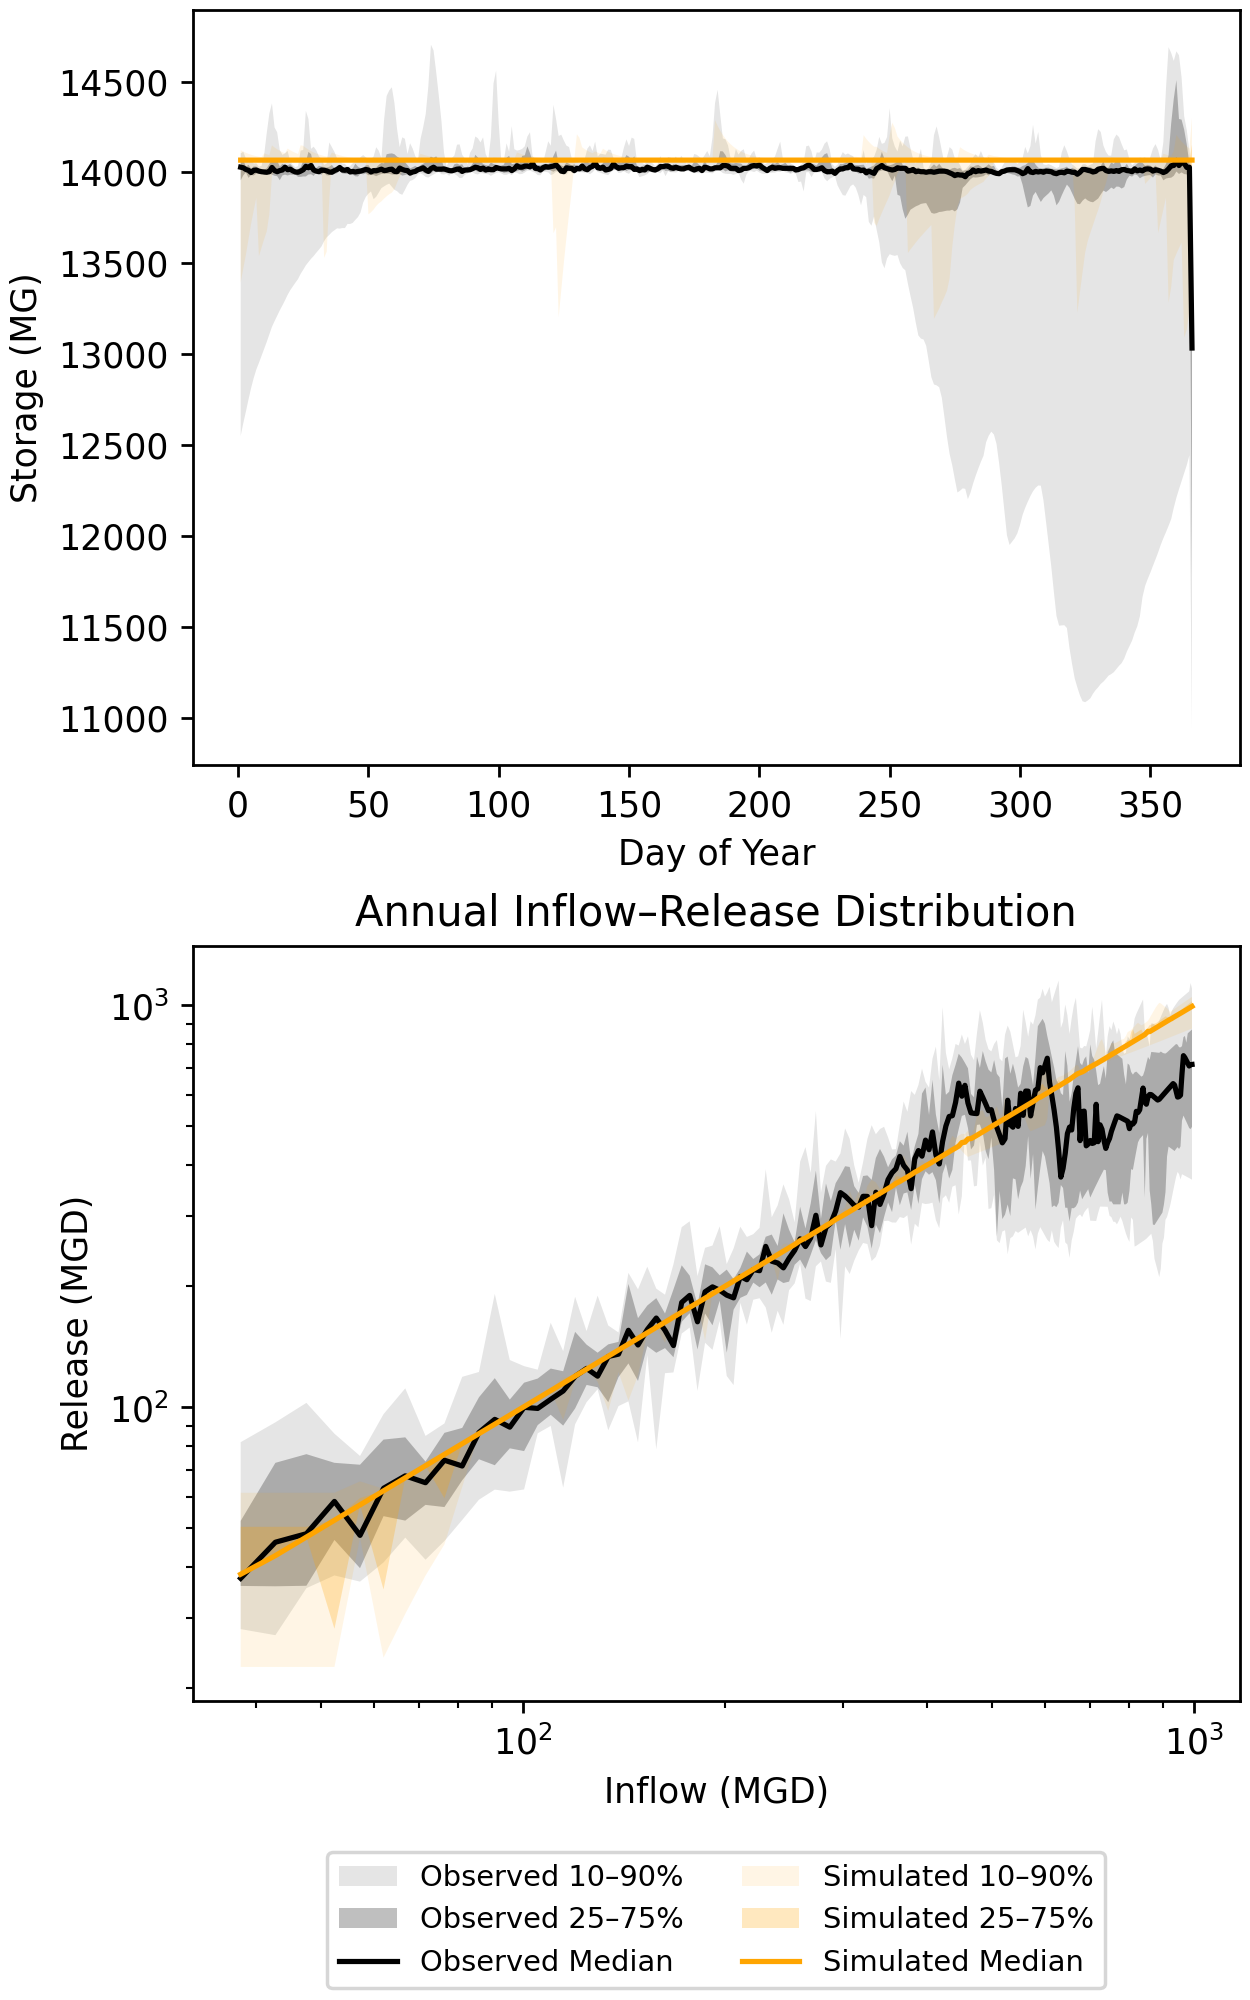 14500
14000
13500
13000
12500
12000
11500
11000
Storage (MG)
0 50 100 150 200 250 300 350
Day of Year
Annual Inflow–Release Distribution
10³
10²
Release (MGD)
10² 10³
Inflow (MGD)
Observed 10–90% Simulated 10–90%
Observed 25–75% Simulated 25–75%
Observed Median Simulated Median